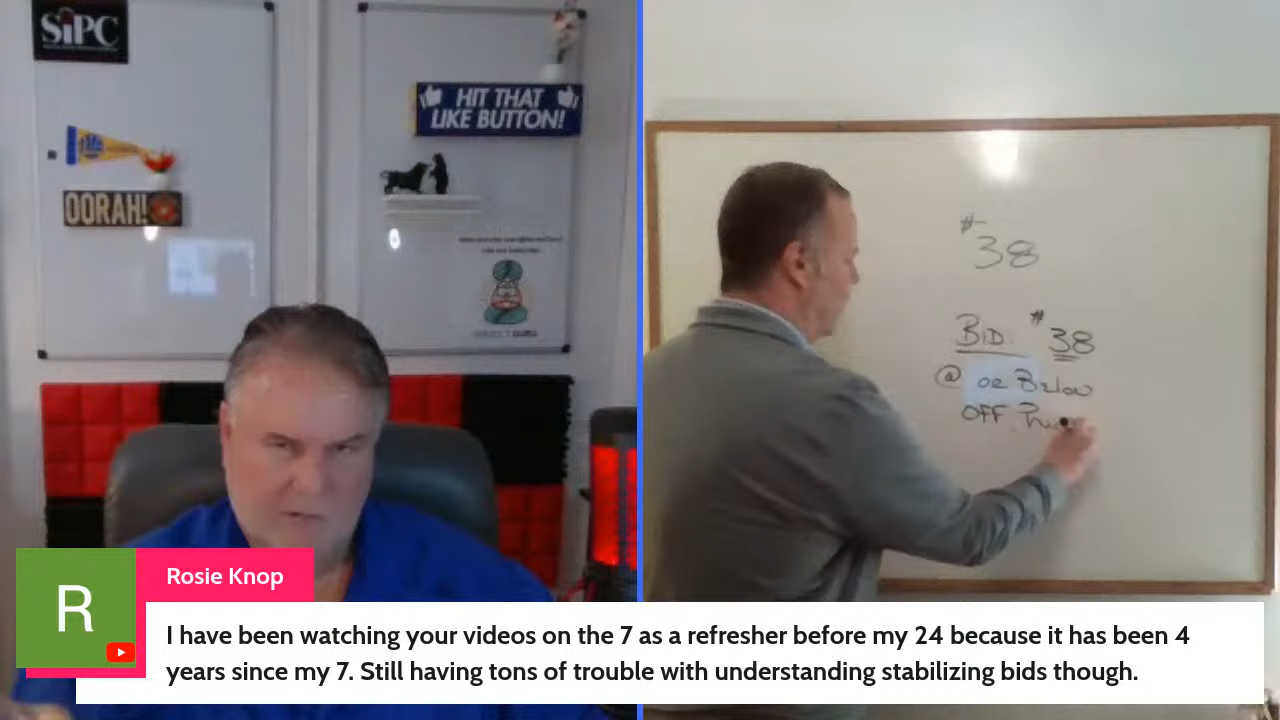 SiPC
HIT THAT
LIKE BUTTON!
OORAH!
#38
BID #38
@ or Below
OFF
R
Rosie Knop
I have been watching your videos on the 7 as a refresher before my 24 because it has been 4
years since my 7. Still having tons of trouble with understanding stabilizing bids though.